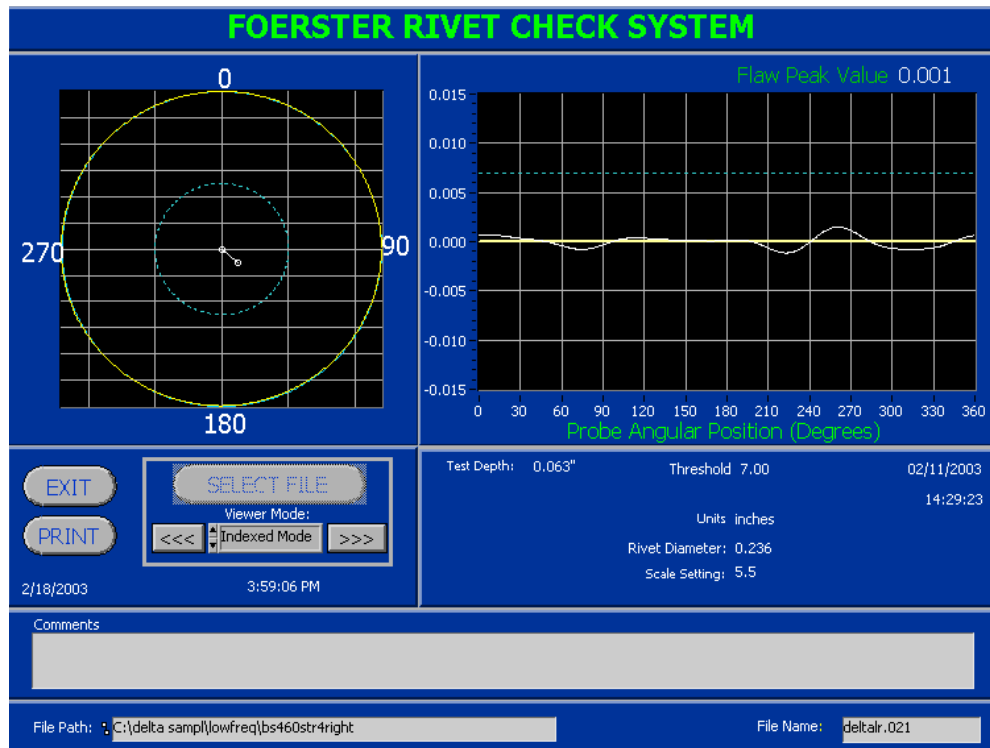 FOERSTER RIVET CHECK SYSTEM
0
270
90
180
Flaw Peak Value 0.001
0.015
0.010
0.005
0.000
-0.005
-0.010
-0.015
0 30 60 90 120 150 180 210 240 270 300 330 360
Probe Angular Position (Degrees)
EXIT
PRINT
SELECT FILE
Viewer Mode:
<<< Indexed Mode >>>
2/18/2003 3:59:06 PM
Test Depth: 0.063" Threshold 7.00 02/11/2003
14:29:23
Units inches
Rivet Diameter: 0.236
Scale Setting: 5.5
Comments
File Path: C:\delta sampl\lowfreq\bs460str4right
File Name: deltalr.021